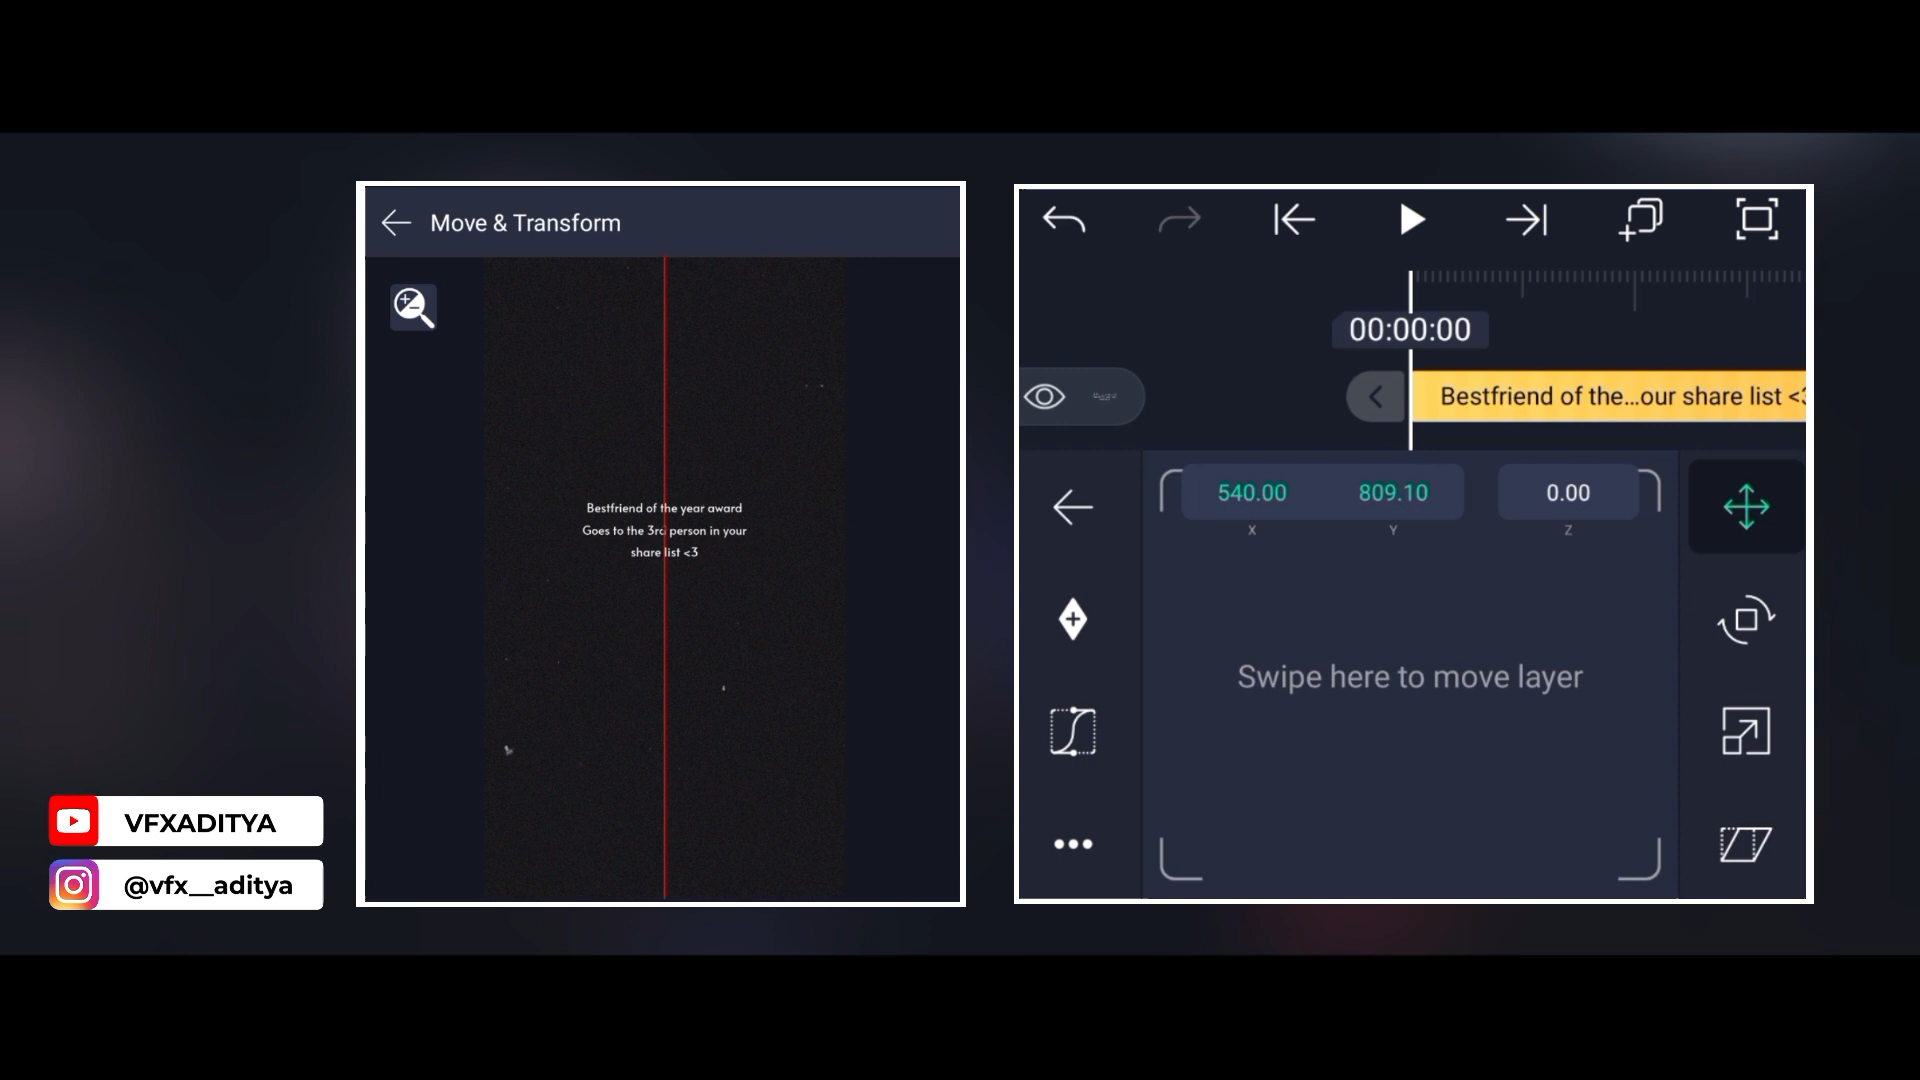 Move & Transform
Bestfriend of the year award
Goes to the 3rd person in your
share list <3
VFXADITYA
@vfx__aditya
00:00:00
Bestfriend of the...our share list <3
540.00 809.10 0.00
X Y Z
Swipe here to move layer